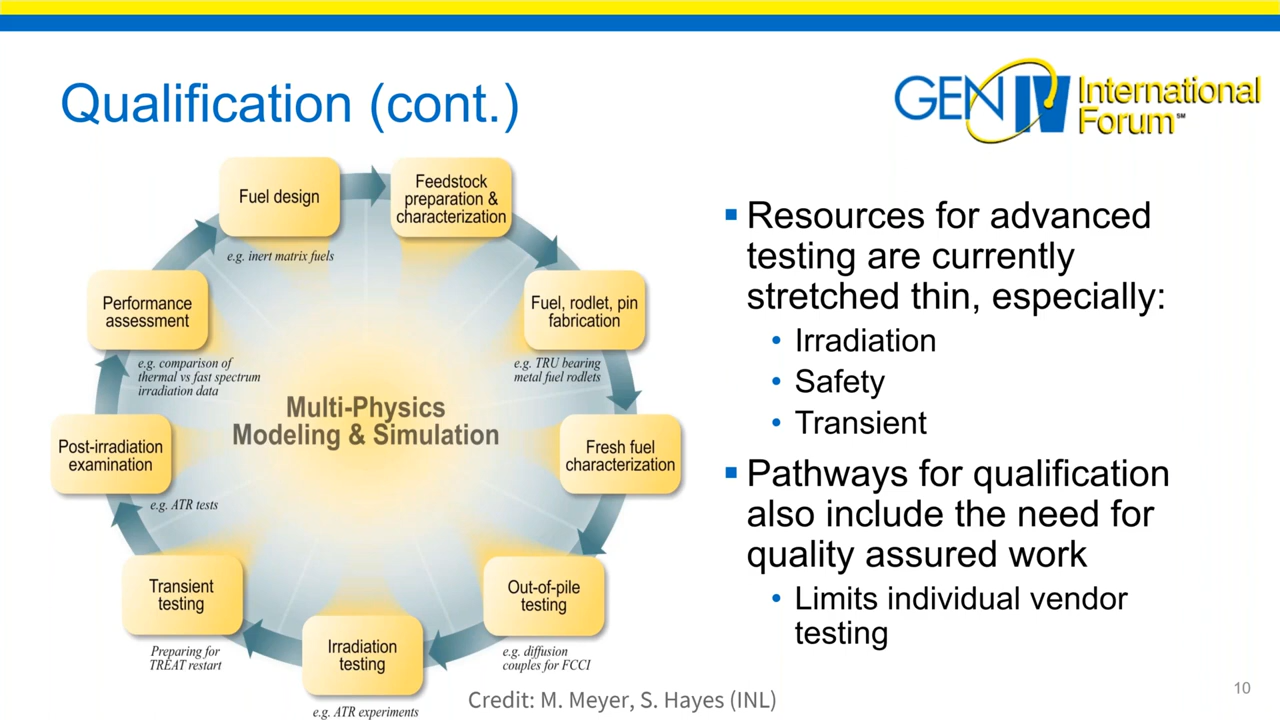 Qualification (cont.)
GEN IV International
Forum℠
Fuel design
e.g. inert matrix fuels
Feedstock
preparation &
characterization
Fuel, rodlet, pin
fabrication
e.g. TRU bearing
metal fuel rodlets
Fresh fuel
characterization
Out-of-pile
testing
e.g. diffusion
couples for FCCI
Irradiation
testing
e.g. ATR experiments
Transient
testing
Preparing for
TREAT restart
Post-irradiation
examination
e.g. ATR tests
Performance
assessment
e.g. comparison of
thermal vs fast spectrum
irradiation data
Multi-Physics
Modeling & Simulation
▪ Resources for advanced
testing are currently
stretched thin, especially:
• Irradiation
• Safety
• Transient
▪ Pathways for qualification
also include the need for
quality assured work
• Limits individual vendor
testing
Credit: M. Meyer, S. Hayes (INL)
10